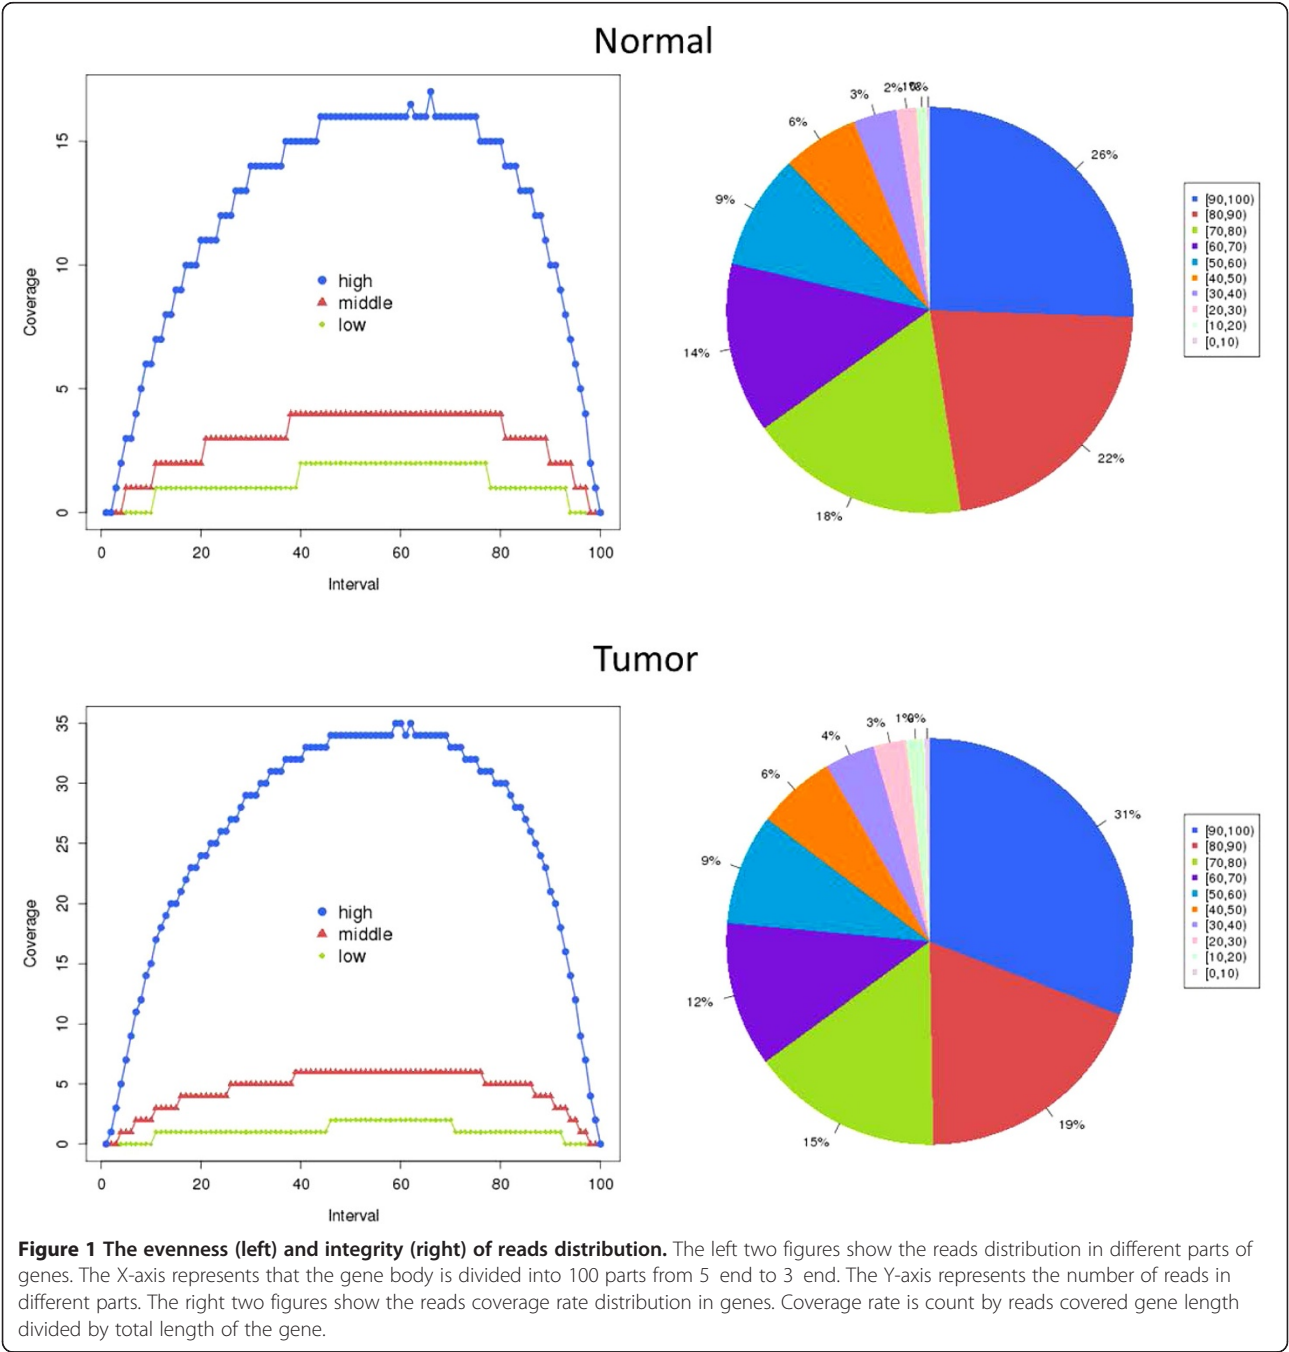 Normal
15
10
5
0
Coverage
high
middle
low
0 20 40 60 80 100
Interval
26%
22%
18%
14%
9%
6%
3%
2%
1%
0%
[90,100)
[80,90)
[70,80)
[60,70)
[50,60)
[40,50)
[30,40)
[20,30)
[10,20)
[0,10)
Tumor
35
30
25
20
15
10
5
0
Coverage
high
middle
low
0 20 40 60 80 100
Interval
31%
19%
15%
12%
9%
6%
4%
3%
1%
0%
[90,100)
[80,90)
[70,80)
[60,70)
[50,60)
[40,50)
[30,40)
[20,30)
[10,20)
[0,10)
Figure 1 The evenness (left) and integrity (right) of reads distribution. The left two figures show the reads distribution in different parts of
genes. The X-axis represents that the gene body is divided into 100 parts from 5 end to 3 end. The Y-axis represents the number of reads in
different parts. The right two figures show the reads coverage rate distribution in genes. Coverage rate is count by reads covered gene length
divided by total length of the gene.